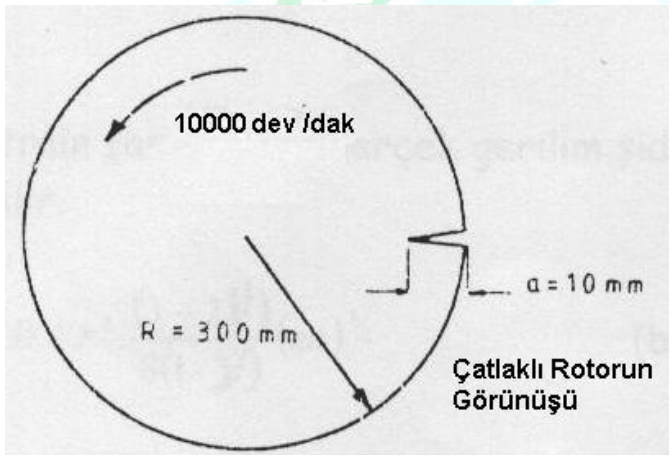 10000 dev /dak
a = 10 mm
R = 300 mm
Çatlaklı Rotorun
Görünüşü